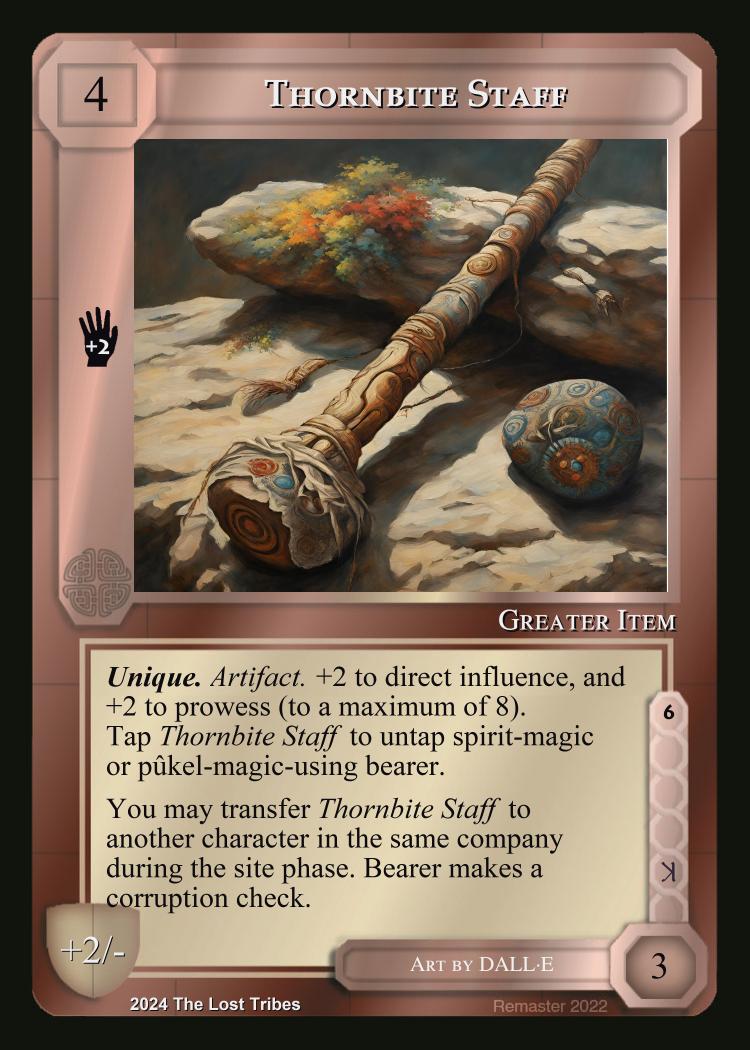 4
Thornbite Staff
+2
Greater Item
Unique. Artifact. +2 to direct influence, and
+2 to prowess (to a maximum of 8).
Tap Thornbite Staff to untap spirit-magic
or pûkel-magic-using bearer.
You may transfer Thornbite Staff to
another character in the same company
during the site phase. Bearer makes a
corruption check.
6
+2/-
Art by DALL·E
3
2024 The Lost Tribes
Remaster 2022